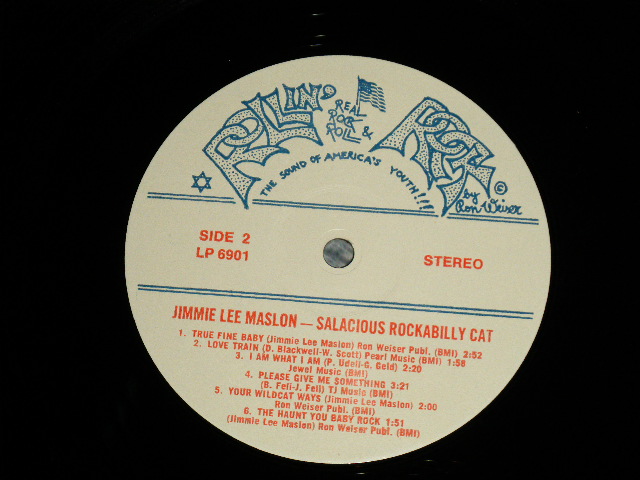 ROLLIN'
REAL
ROCK
ROLL &
ROCK
THE SOUND OF AMERICA'S YOUTH!!!
by ©
Ron Weiser
SIDE 2
LP 6901
STEREO
JIMMIE LEE MASLON — SALACIOUS ROCKABILLY CAT
1. TRUE FINE BABY (Jimmie Lee Maslon) Ron Weiser Publ. (BMI) 2:52
2. LOVE TRAIN (D. Blackwell-W. Scott) Pearl Music (BMI) 1:58
3. I AM WHAT I AM (P. Udell-G. Geld) 2:20
Jewel Music (BMI)
4. PLEASE GIVE ME SOMETHING 3:21
(B. Fell-J. Fell) TJ Music (BMI)
5. YOUR WILDCAT WAYS (Jimmie Lee Maslon) 2:00
Ron Weiser Publ. (BMI)
6. THE HAUNT YOU BABY ROCK 1:51
(Jimmie Lee Maslon) Ron Weiser Publ. (BMI)